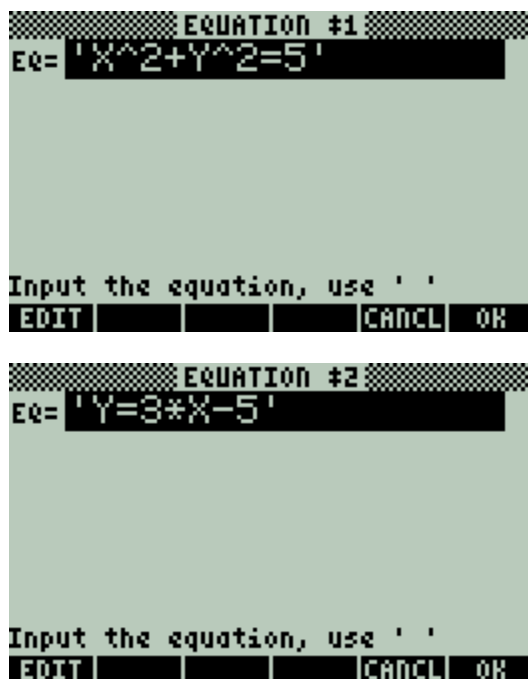 EQUATION #1
EQ= 'X^2+Y^2=5'
Input the equation, use ' '
EDIT CANCL OK
EQUATION #2
EQ= 'Y=3*X-5'
Input the equation, use ' '
EDIT CANCL OK